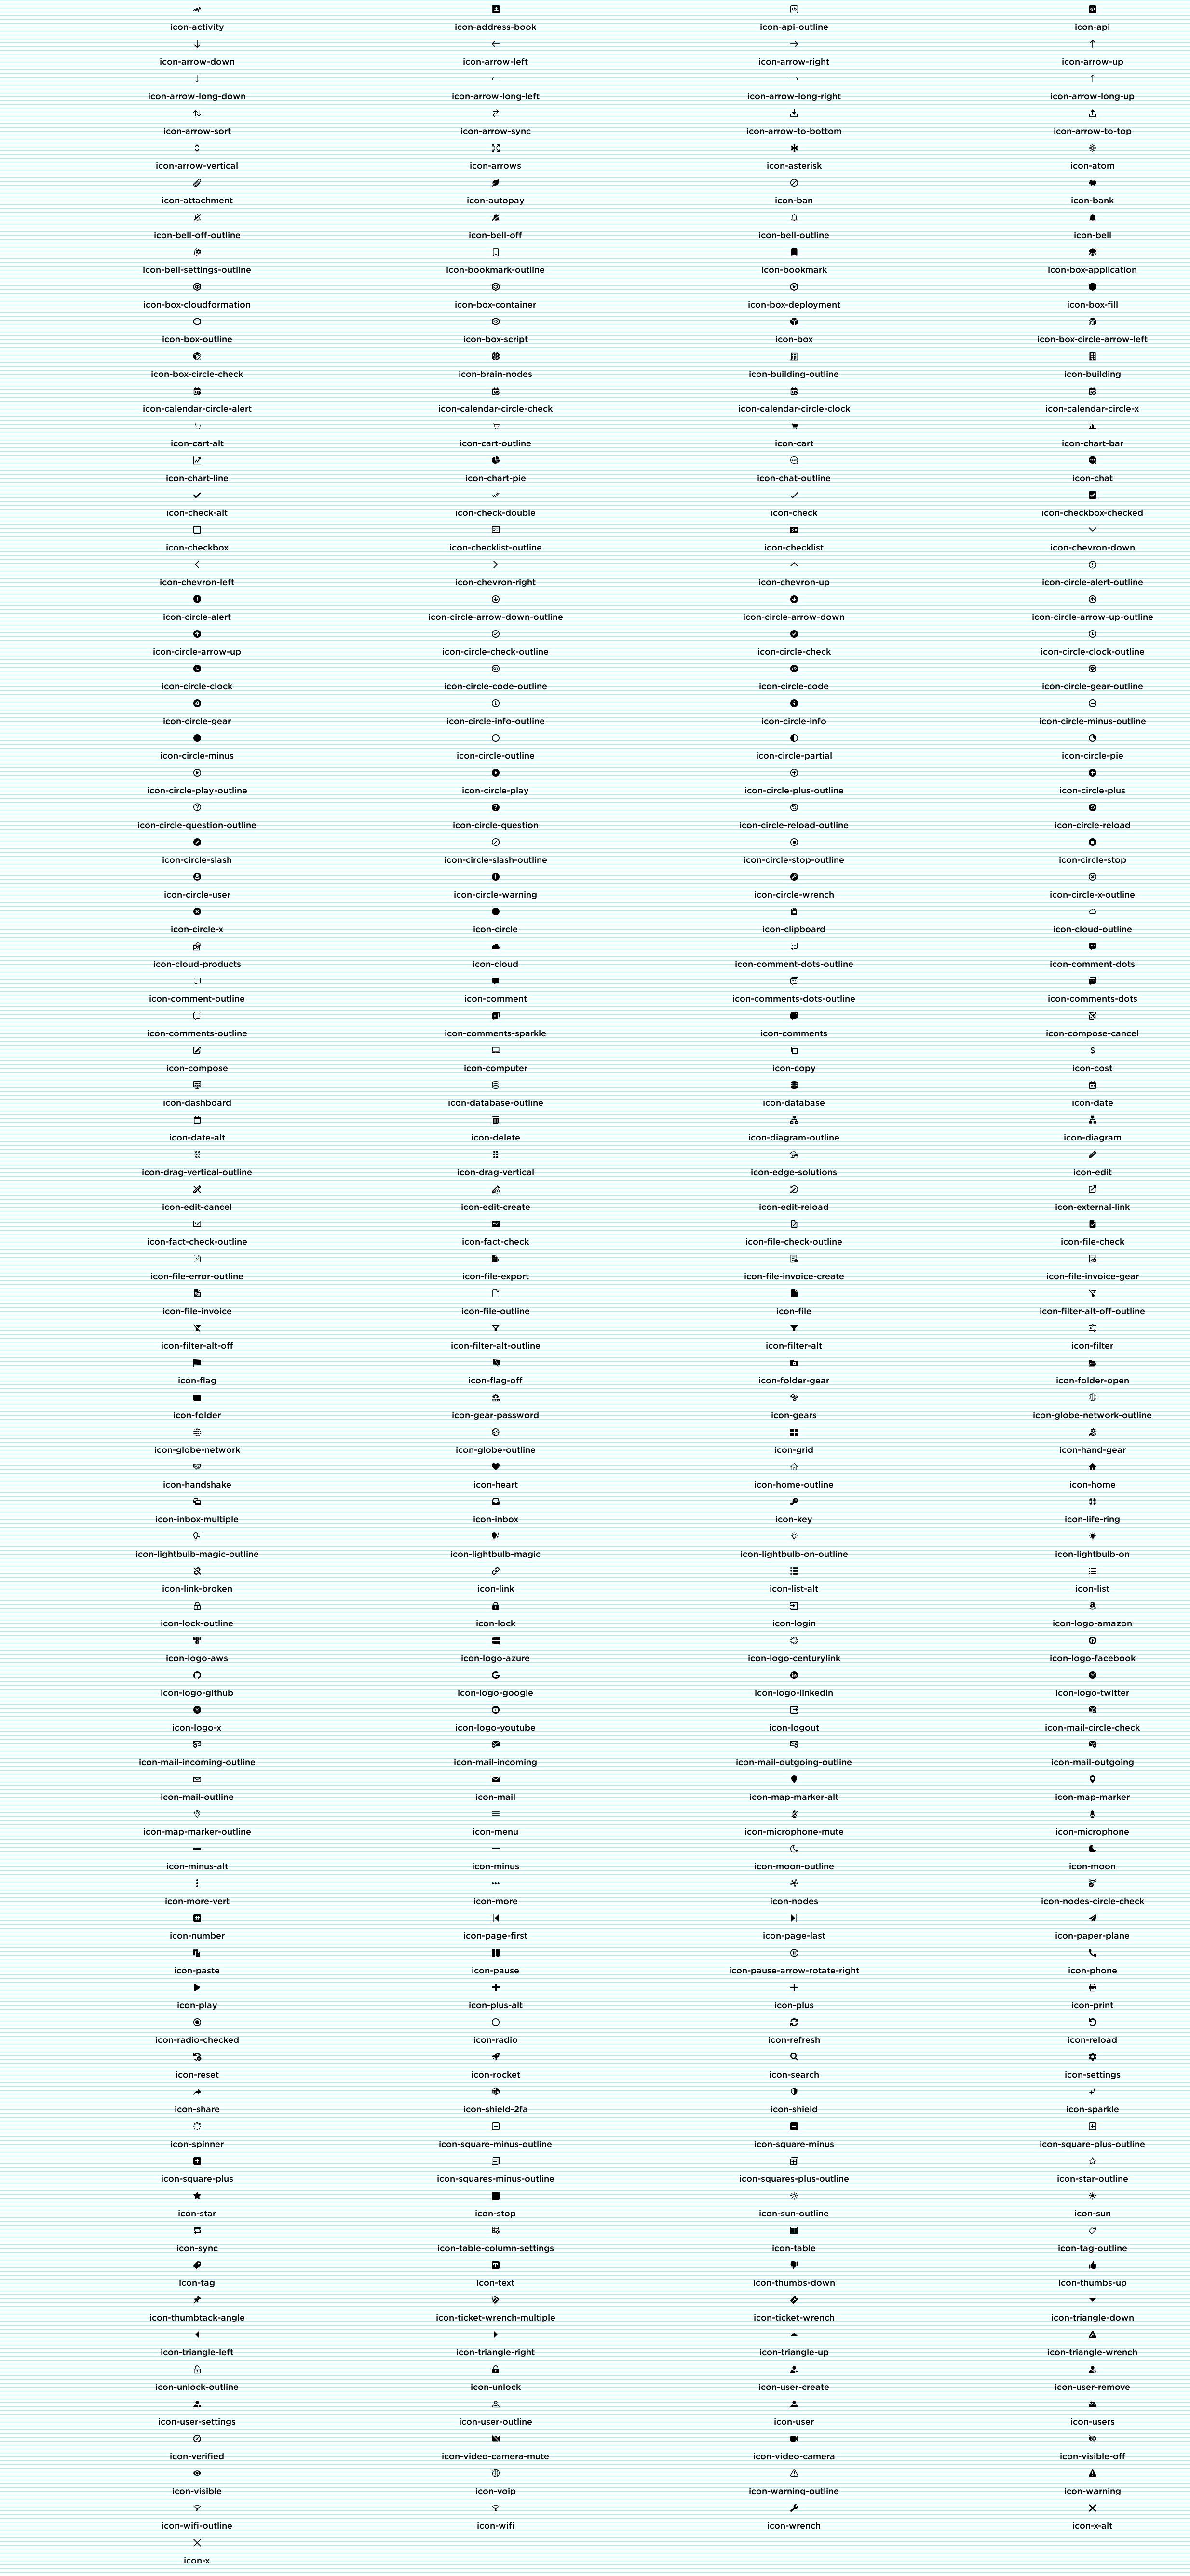 icon-activity icon-address-book icon-api-outline icon-api
icon-arrow-down icon-arrow-left icon-arrow-right icon-arrow-up
icon-arrow-long-down icon-arrow-long-left icon-arrow-long-right icon-arrow-long-up
icon-arrow-sort icon-arrow-sync icon-arrow-to-bottom icon-arrow-to-top
icon-arrow-vertical icon-arrows icon-asterisk icon-atom
icon-attachment icon-autopay icon-ban icon-bank
icon-bell-off-outline icon-bell-off icon-bell-outline icon-bell
icon-bell-settings-outline icon-bookmark-outline icon-bookmark icon-box-application
icon-box-cloudformation icon-box-container icon-box-deployment icon-box-fill
icon-box-outline icon-box-script icon-box icon-box-circle-arrow-left
icon-box-circle-check icon-brain-nodes icon-building-outline icon-building
icon-calendar-circle-alert icon-calendar-circle-check icon-calendar-circle-clock icon-calendar-circle-x
icon-cart-alt icon-cart-outline icon-cart icon-chart-bar
icon-chart-line icon-chart-pie icon-chat-outline icon-chat
icon-check-alt icon-check-double icon-check icon-checkbox-checked
icon-checkbox icon-checklist-outline icon-checklist icon-chevron-down
icon-chevron-left icon-chevron-right icon-chevron-up icon-circle-alert-outline
icon-circle-alert icon-circle-arrow-down-outline icon-circle-arrow-down icon-circle-arrow-up-outline
icon-circle-arrow-up icon-circle-check-outline icon-circle-check icon-circle-clock-outline
icon-circle-clock icon-circle-code-outline icon-circle-code icon-circle-gear-outline
icon-circle-gear icon-circle-info-outline icon-circle-info icon-circle-minus-outline
icon-circle-minus icon-circle-outline icon-circle-partial icon-circle-pie
icon-circle-play-outline icon-circle-play icon-circle-plus-outline icon-circle-plus
icon-circle-question-outline icon-circle-question icon-circle-reload-outline icon-circle-reload
icon-circle-slash icon-circle-slash-outline icon-circle-stop-outline icon-circle-stop
icon-circle-user icon-circle-warning icon-circle-wrench icon-circle-x-outline
icon-circle-x icon-circle icon-clipboard icon-cloud-outline
icon-cloud-products icon-cloud icon-comment-dots-outline icon-comment-dots
icon-comment-outline icon-comment icon-comments-dots-outline icon-comments-dots
icon-comments-outline icon-comments-sparkle icon-comments icon-compose-cancel
icon-compose icon-computer icon-copy icon-cost
icon-dashboard icon-database-outline icon-database icon-date
icon-date-alt icon-delete icon-diagram-outline icon-diagram
icon-drag-vertical-outline icon-drag-vertical icon-edge-solutions icon-edit
icon-edit-cancel icon-edit-create icon-edit-reload icon-external-link
icon-fact-check-outline icon-fact-check icon-file-check-outline icon-file-check
icon-file-error-outline icon-file-export icon-file-invoice-create icon-file-invoice-gear
icon-file-invoice icon-file-outline icon-file icon-filter-alt-off-outline
icon-filter-alt-off icon-filter-alt-outline icon-filter-alt icon-filter
icon-flag icon-flag-off icon-folder-gear icon-folder-open
icon-folder icon-gear-password icon-gears icon-globe-network-outline
icon-globe-network icon-globe-outline icon-grid icon-hand-gear
icon-handshake icon-heart icon-home-outline icon-home
icon-inbox-multiple icon-inbox icon-key icon-life-ring
icon-lightbulb-magic-outline icon-lightbulb-magic icon-lightbulb-on-outline icon-lightbulb-on
icon-link-broken icon-link icon-list-alt icon-list
icon-lock-outline icon-lock icon-login icon-logo-amazon
icon-logo-aws icon-logo-azure icon-logo-centurylink icon-logo-facebook
icon-logo-github icon-logo-google icon-logo-linkedin icon-logo-twitter
icon-logo-x icon-logo-youtube icon-logout icon-mail-circle-check
icon-mail-incoming-outline icon-mail-incoming icon-mail-outgoing-outline icon-mail-outgoing
icon-mail-outline icon-mail icon-map-marker-alt icon-map-marker
icon-map-marker-outline icon-menu icon-microphone-mute icon-microphone
icon-minus-alt icon-minus icon-moon-outline icon-moon
icon-more-vert icon-more icon-nodes icon-nodes-circle-check
icon-number icon-page-first icon-page-last icon-paper-plane
icon-paste icon-pause icon-pause-arrow-rotate-right icon-phone
icon-play icon-plus-alt icon-plus icon-print
icon-radio-checked icon-radio icon-refresh icon-reload
icon-reset icon-rocket icon-search icon-settings
icon-share icon-shield-2fa icon-shield icon-sparkle
icon-spinner icon-square-minus-outline icon-square-minus icon-square-plus-outline
icon-square-plus icon-squares-minus-outline icon-squares-plus-outline icon-star-outline
icon-star icon-stop icon-sun-outline icon-sun
icon-sync icon-table-column-settings icon-table icon-tag-outline
icon-tag icon-text icon-thumbs-down icon-thumbs-up
icon-thumbtack-angle icon-ticket-wrench-multiple icon-ticket-wrench icon-triangle-down
icon-triangle-left icon-triangle-right icon-triangle-up icon-triangle-wrench
icon-unlock-outline icon-unlock icon-user-create icon-user-remove
icon-user-settings icon-user-outline icon-user icon-users
icon-verified icon-video-camera-mute icon-video-camera icon-visible-off
icon-visible icon-voip icon-warning-outline icon-warning
icon-wifi-outline icon-wifi icon-wrench icon-x-alt
icon-x